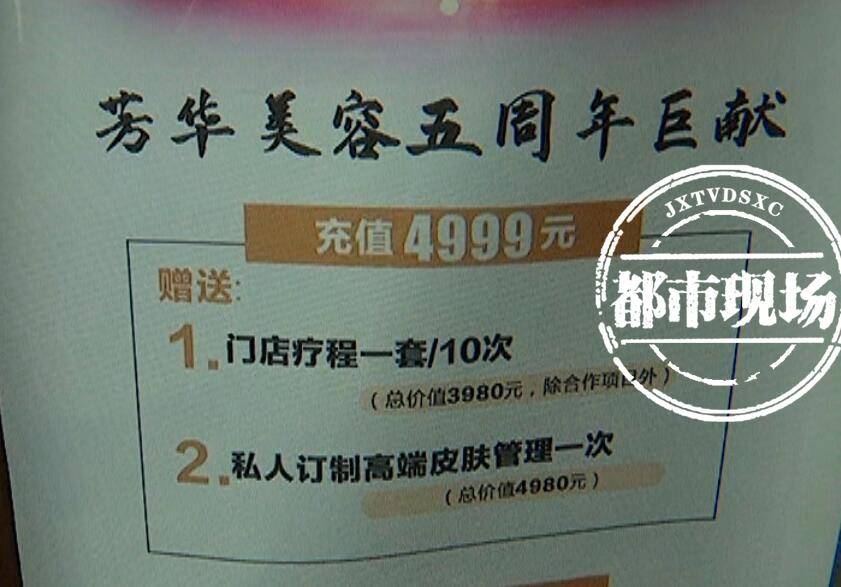 芳华美容五周年巨献
充值4999元
赠送:
1.门店疗程一套/10次
(总价值3980元,除合作项目外)
2.私人订制高端皮肤管理一次
(总价值4980元)
JXTVDSXC
都市现场